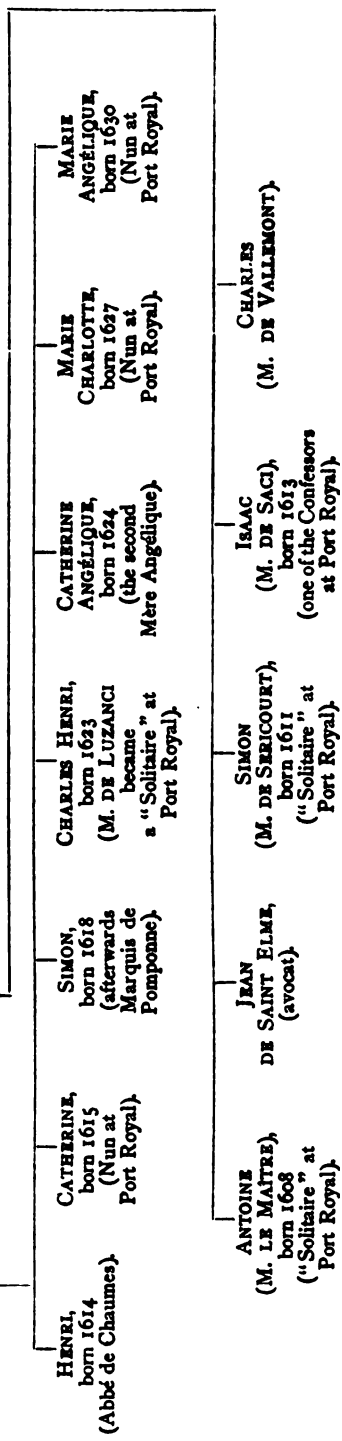 HENRI,
born 1614
(Abbé de Chaumes).
CATHERINE,
born 1615
(Nun at
Port Royal).
SIMON,
born 1618
(afterwards
Marquis de
Pomponne).
CHARLES HENRI,
born 1623
(M. DE LUZANCI
became
a “Solitaire” at
Port Royal).
CATHERINE
ANGÉLIQUE,
born 1624
(the second
Mère Angélique).
MARIE
CHARLOTTE,
born 1627
(Nun at
Port Royal).
MARIE
ANGÉLIQUE,
born 1630
(Nun at
Port Royal).
ANTOINE
(M. LE MAÎTRE),
born 1608
(“Solitaire” at
Port Royal).
JEAN
DE SAINT ELME,
(avocat).
SIMON
(M. DE SERICOURT),
born 1611
(“Solitaire” at
Port Royal).
ISAAC
(M. DE SACI),
born 1613
(one of the Confessors
at Port Royal).
CHARLES
(M. DE VALLEMONT).